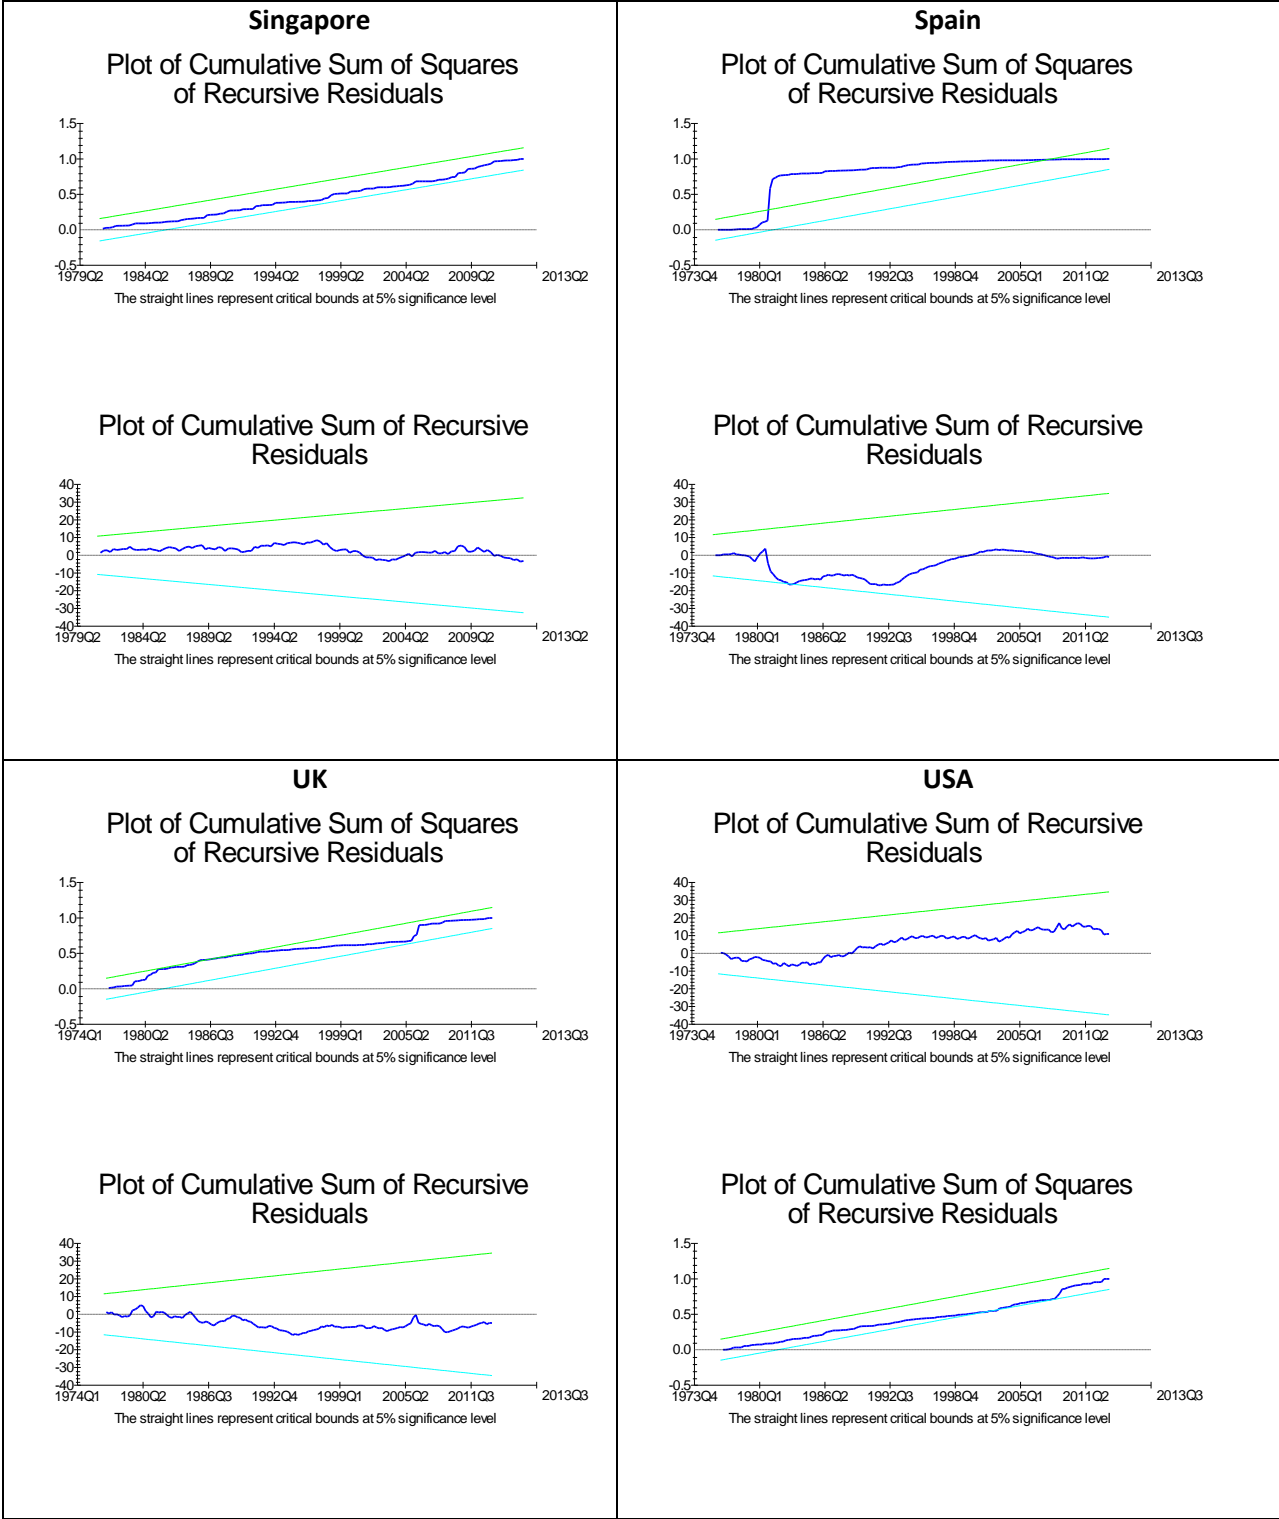 Singapore
Plot of Cumulative Sum of Squares
of Recursive Residuals
1.5
1.0
0.5
0.0
-0.5
1979Q2 1984Q2 1989Q2 1994Q2 1999Q2 2004Q2 2009Q2 2013Q2
The straight lines represent critical bounds at 5% significance level
Plot of Cumulative Sum of Recursive
Residuals
40
30
20
10
0
-10
-20
-30
-40
1979Q2 1984Q2 1989Q2 1994Q2 1999Q2 2004Q2 2009Q2 2013Q2
The straight lines represent critical bounds at 5% significance level
Spain
Plot of Cumulative Sum of Squares
of Recursive Residuals
1.5
1.0
0.5
0.0
-0.5
1973Q4 1980Q1 1986Q2 1992Q3 1998Q4 2005Q1 2011Q2 2013Q3
The straight lines represent critical bounds at 5% significance level
Plot of Cumulative Sum of Recursive
Residuals
40
30
20
10
0
-10
-20
-30
-40
1973Q4 1980Q1 1986Q2 1992Q3 1998Q4 2005Q1 2011Q2 2013Q3
The straight lines represent critical bounds at 5% significance level
UK
Plot of Cumulative Sum of Squares
of Recursive Residuals
1.5
1.0
0.5
0.0
-0.5
1974Q1 1980Q2 1986Q3 1992Q4 1999Q1 2005Q2 2011Q3 2013Q3
The straight lines represent critical bounds at 5% significance level
Plot of Cumulative Sum of Recursive
Residuals
40
30
20
10
0
-10
-20
-30
-40
1974Q1 1980Q2 1986Q3 1992Q4 1999Q1 2005Q2 2011Q3 2013Q3
The straight lines represent critical bounds at 5% significance level
USA
Plot of Cumulative Sum of Recursive
Residuals
40
30
20
10
0
-10
-20
-30
-40
1973Q4 1980Q1 1986Q2 1992Q3 1998Q4 2005Q1 2011Q2 2013Q3
The straight lines represent critical bounds at 5% significance level
Plot of Cumulative Sum of Squares
of Recursive Residuals
1.5
1.0
0.5
0.0
-0.5
1973Q4 1980Q1 1986Q2 1992Q3 1998Q4 2005Q1 2011Q2 2013Q3
The straight lines represent critical bounds at 5% significance level